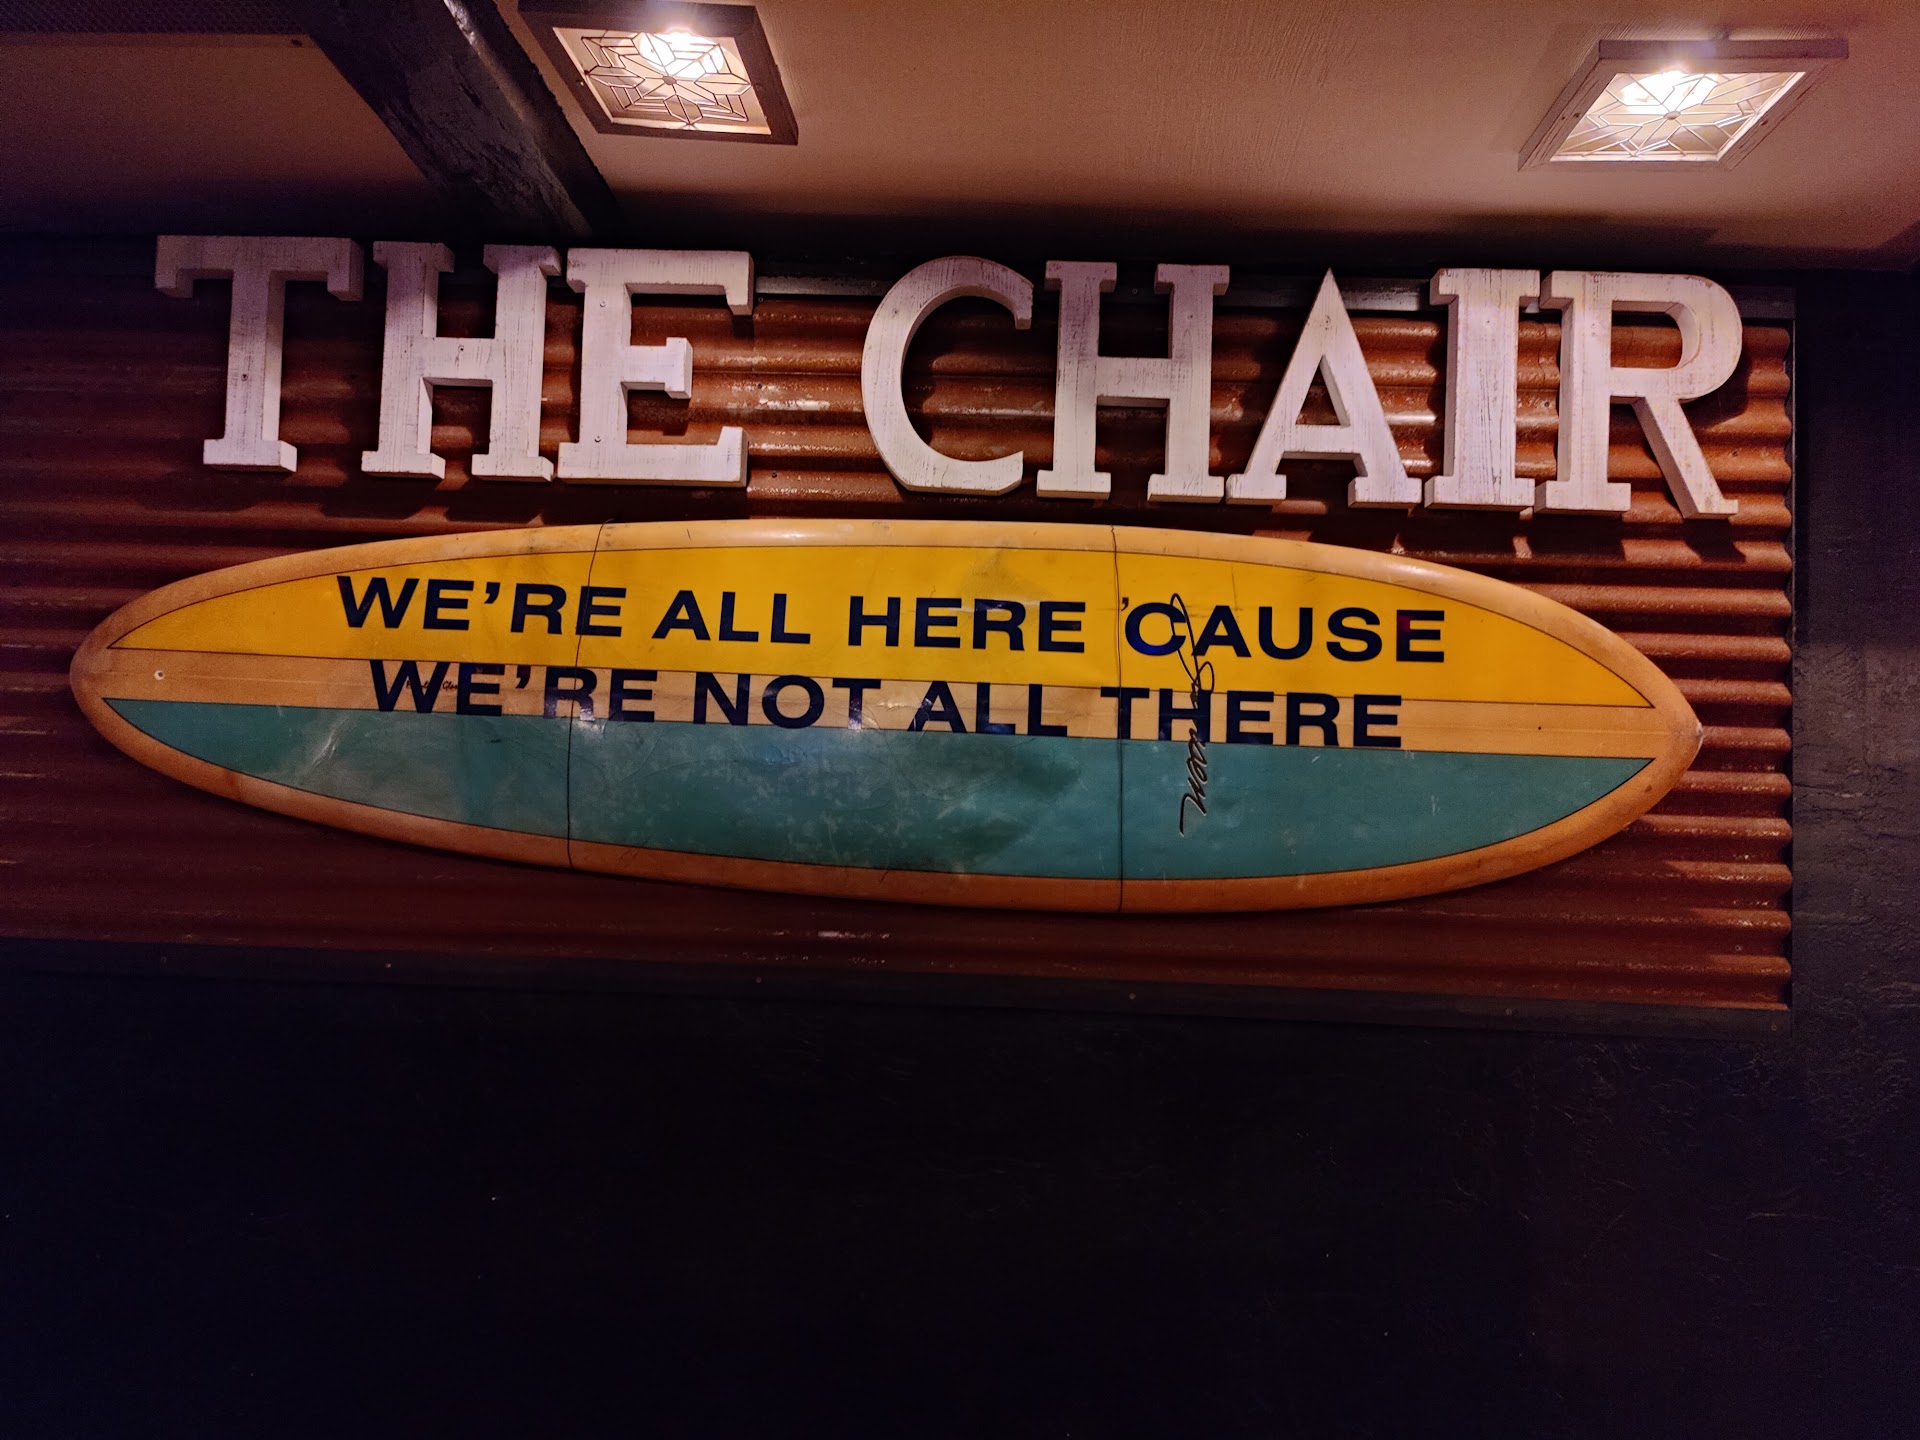 THE CHAIR
WE'RE ALL HERE 'CAUSE
WE'RE NOT ALL THERE